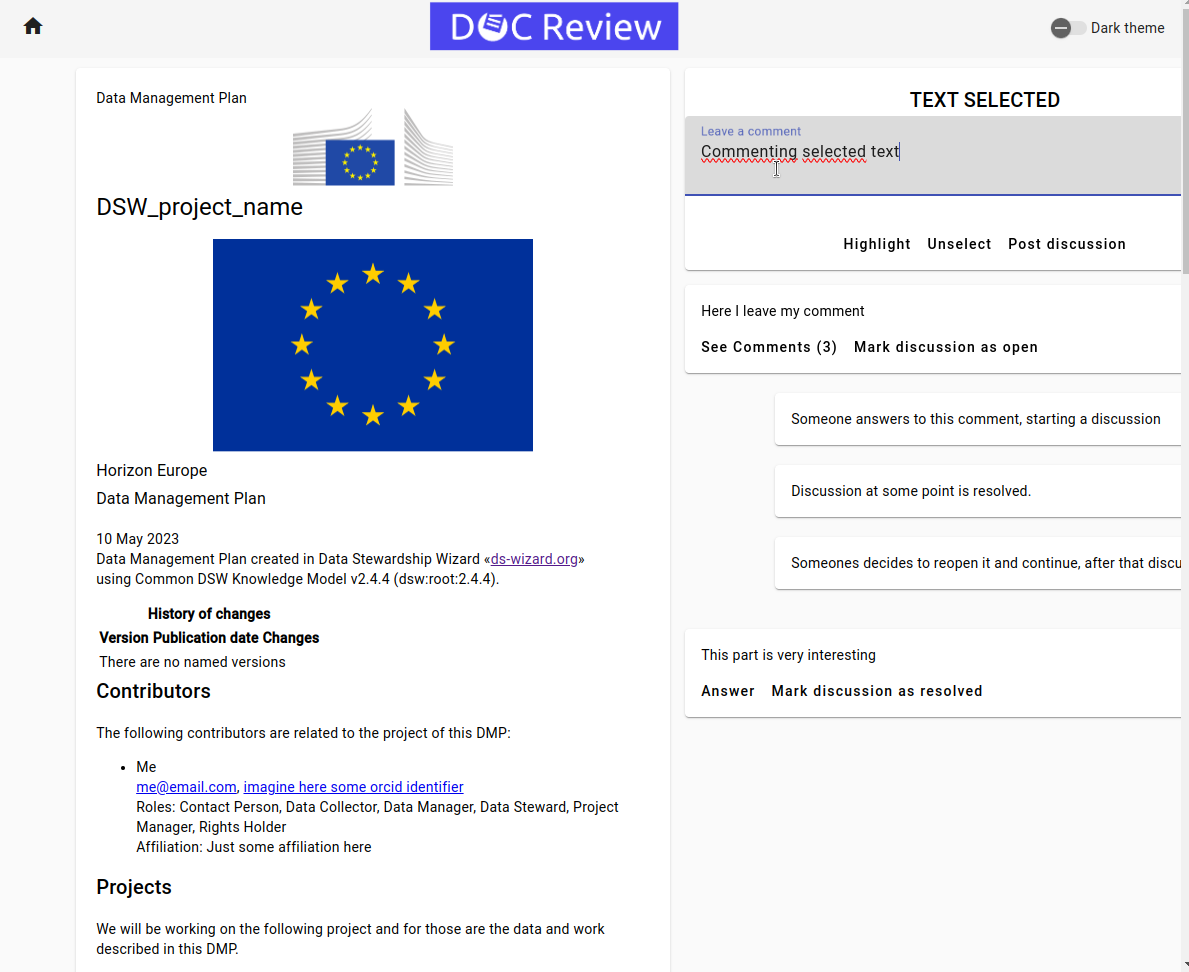 DOC Review
Dark theme
Data Management Plan
DSW_project_name
Horizon Europe
Data Management Plan
10 May 2023
Data Management Plan created in Data Stewardship Wizard «ds-wizard.org»
using Common DSW Knowledge Model v2.4.4 (dsw:root:2.4.4).
History of changes
Version Publication date Changes
There are no named versions
Contributors
The following contributors are related to the project of this DMP:
• Me
me@email.com, imagine here some orcid identifier
Roles: Contact Person, Data Collector, Data Manager, Data Steward, Project
Manager, Rights Holder
Affiliation: Just some affiliation here
Projects
We will be working on the following project and for those are the data and work
described in this DMP.
TEXT SELECTED
Leave a comment
Commenting selected text
Highlight Unselect Post discussion
Here I leave my comment
See Comments (3) Mark discussion as open
Someone answers to this comment, starting a discussion
Discussion at some point is resolved.
Someones decides to reopen it and continue, after that discu
This part is very interesting
Answer Mark discussion as resolved